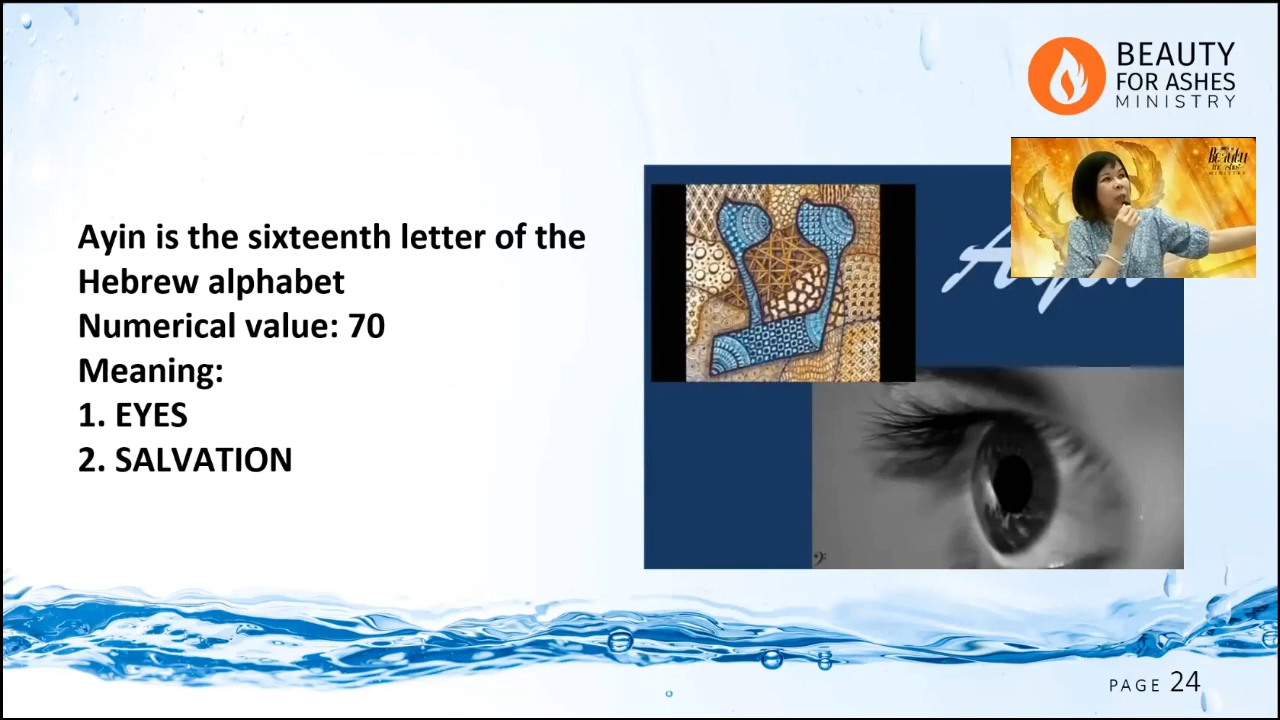 BEAUTY
FOR ASHES
MINISTRY
Ayin is the sixteenth letter of the
Hebrew alphabet
Numerical value: 70
Meaning:
1. EYES
2. SALVATION
PAGE 24